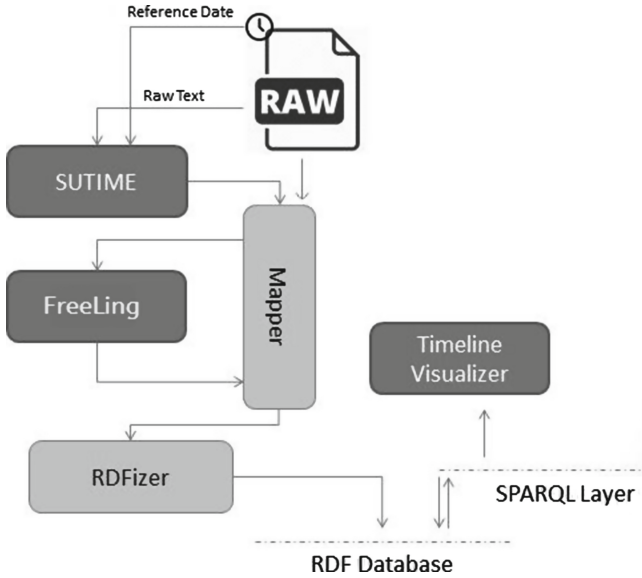 Reference Date
Raw Text
RAW
SUTIME
Mapper
FreeLing
Timeline
Visualizer
RDFizer
SPARQL Layer
RDF Database